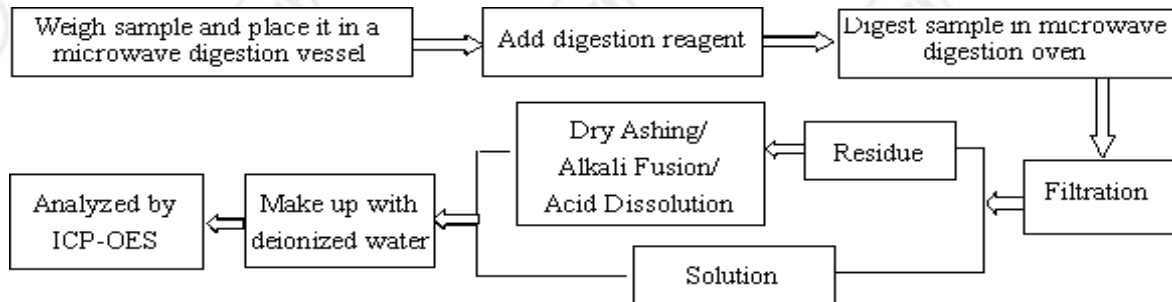 Weigh sample and place it in a
microwave digestion vessel
Add digestion reagent
Digest sample in microwave
digestion oven
Filtration
Residue
Dry Ashing/
Alkali Fusion/
Acid Dissolution
Solution
Make up with
deionized water
Analyzed by
ICP-OES